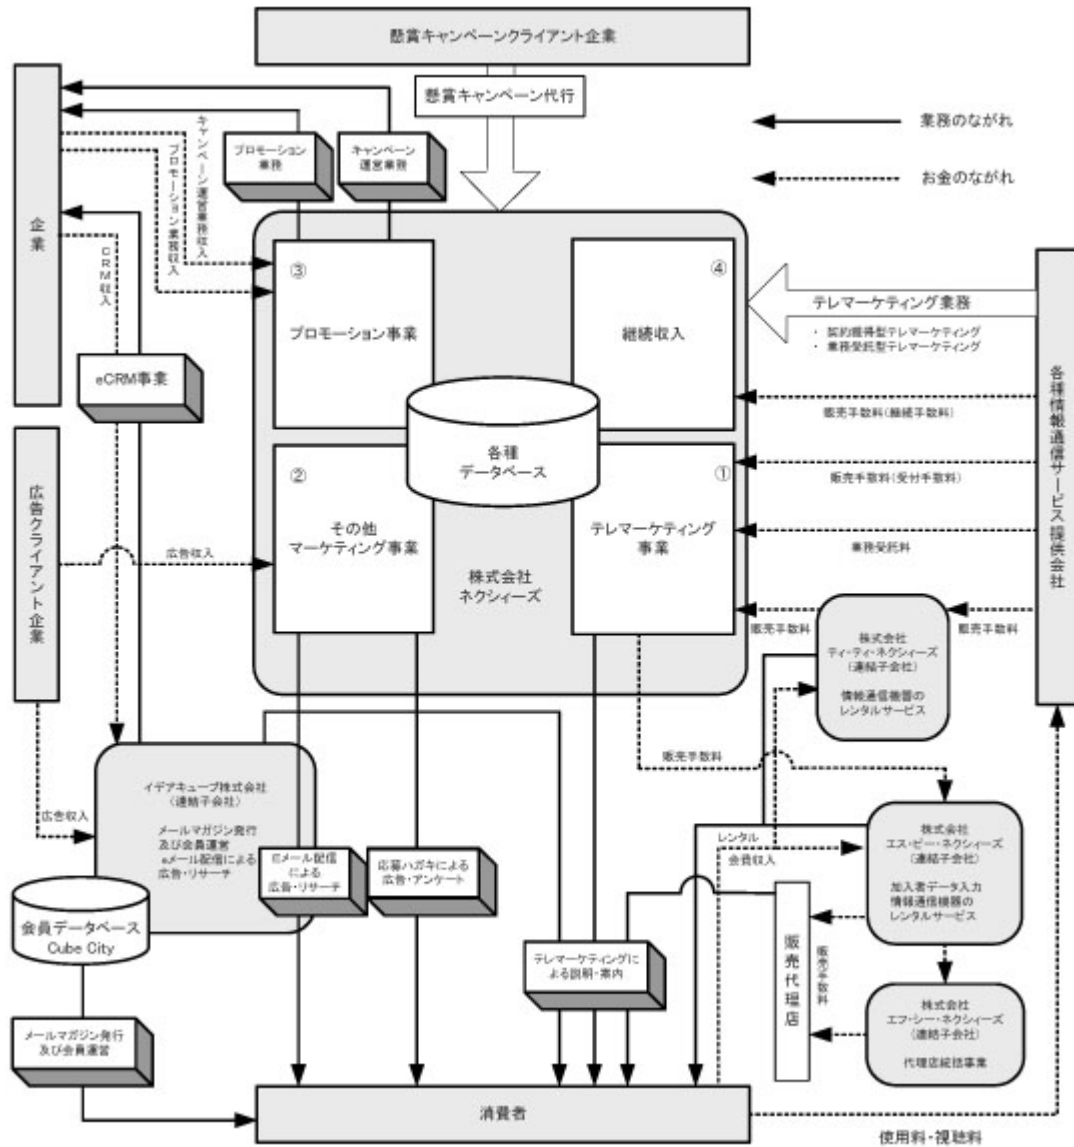 懸賞キャンペーンクライアント企業
懸賞キャンペーン代行
業務のながれ
お金のながれ
企業
キャンペーン運営業務収入
プロモーション業務収入
CRM収入
プロモーション
業務
キャンペーン
運営業務
eCRM事業
③
プロモーション事業
④
継続収入
各種
データベース
②
その他
マーケティング事業
①
テレマーケティング
事業
株式会社
ネクシィーズ
テレマーケティング業務
・ 契約獲得型テレマーケティング
・ 業務受託型テレマーケティング
販売手数料(継続手数料)
販売手数料(受付手数料)
業務受託料
販売手数料
販売手数料
各種情報通信サービス提供会社
広告クライアント企業
広告収入
広告収入
株式会社
ティ・ティ・ネクシィーズ
(連結子会社)
情報通信機器の
レンタルサービス
販売手数料
イデアキューブ株式会社
(連結子会社)
メールマガジン発行
及び会員運営
eメール配信による
広告・リサーチ
会員データベース
Cube City
Eメール配信
による
広告・リサーチ
応募ハガキによる
広告・アンケート
レンタル
会費収入
株式会社
エス・ピー・ネクシィーズ
(連結子会社)
加入者データ入力
情報通信機器の
レンタルサービス
テレマーケティングに
よる説明・案内
販売代理店
販売手数料
株式会社
エフ・シー・ネクシィーズ
(連結子会社)
代理店統括事業
メールマガジン発行
及び会員運営
消費者
使用料・視聴料